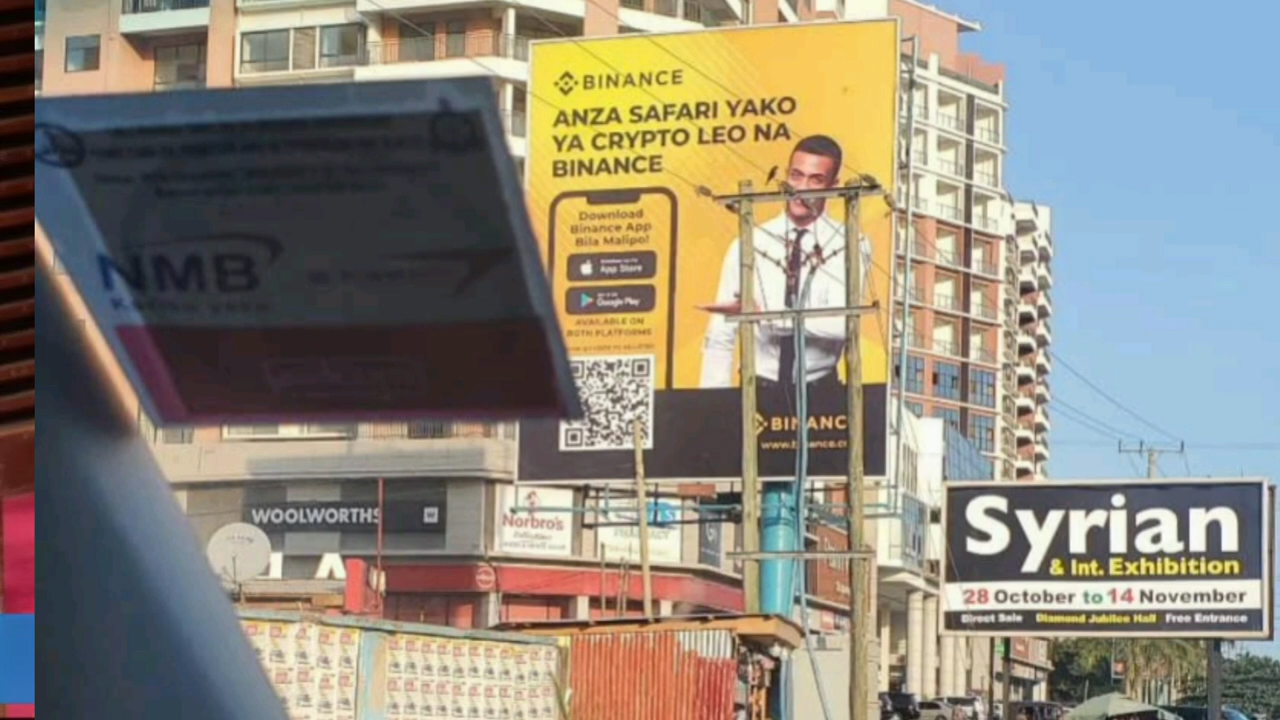 BINANCE
ANZA SAFARI YAKO
YA CRYPTO LEO NA
BINANCE
Download
Binance App
Bila Malipo!
App Store
Google Play
AVAILABLE ON
BOTH PLATFORMS
BINANC
NMB
WOOLWORTHS W
Norbro's
PHARMACY
Syrian
& Int. Exhibition
28 October to 14 November
Direct Sale Diamond Jubilee Hall Free Entrance